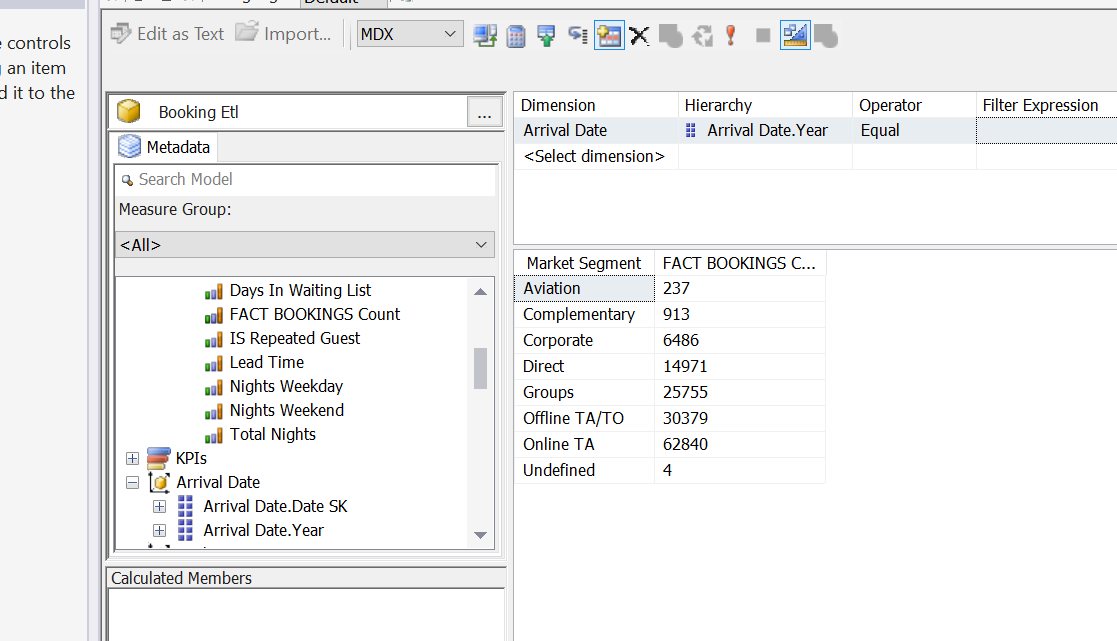 Default
e controls
g an item
d it to the
Edit as Text Import... MDX
Booking Etl ...
Metadata
Search Model
Measure Group:
<All>
Days In Waiting List
FACT BOOKINGS Count
IS Repeated Guest
Lead Time
Nights Weekday
Nights Weekend
Total Nights
KPIs
Arrival Date
Arrival Date.Date SK
Arrival Date.Year
Calculated Members
Dimension Hierarchy Operator Filter Expression
Arrival Date Arrival Date.Year Equal
<Select dimension>
Market Segment FACT BOOKINGS C...
Aviation 237
Complementary 913
Corporate 6486
Direct 14971
Groups 25755
Offline TA/TO 30379
Online TA 62840
Undefined 4